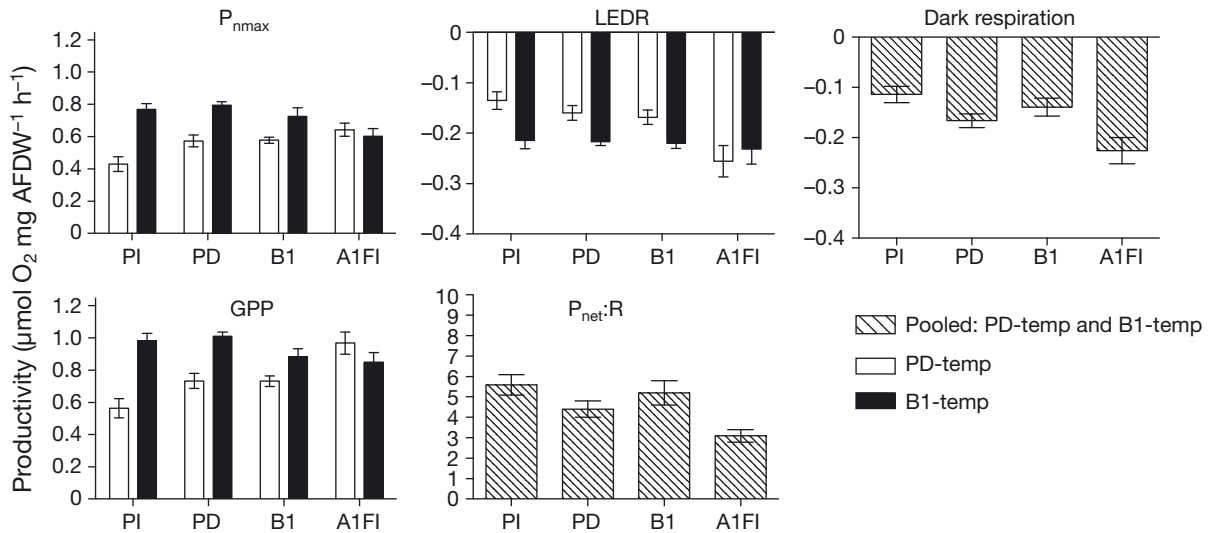 Productivity (µmol O2 mg AFDW–1 h–1)
Pnmax
1.2
1.0
0.8
0.6
0.4
0.2
0
PI PD B1 A1FI
LEDR
0
–0.1
–0.2
–0.3
–0.4
PI PD B1 A1FI
Dark respiration
0
–0.1
–0.2
–0.3
–0.4
PI PD B1 A1FI
GPP
1.2
1.0
0.8
0.6
0.4
0.2
0
PI PD B1 A1FI
Pnet:R
10
9
8
7
6
5
4
3
2
1
0
PI PD B1 A1FI
Pooled: PD-temp and B1-temp
PD-temp
B1-temp